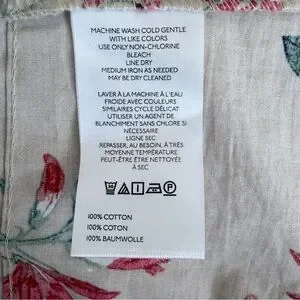 MACHINE WASH COLD GENTLE
WITH LIKE COLORS
USE ONLY NON-CHLORINE
BLEACH
LINE DRY
MEDIUM IRON AS NEEDED
MAY BE DRY CLEANED
LAVER À LA MACHINE À L'EAU
FROIDE AVEC COULEURS
SIMILAIRES CYCLE DÉLICAT
UTILISER UN AGENT DE
BLANCHIMENT SANS CHLORE SI
NÉCESSAIRE
LIGNE SEC
REPASSER, AU BESOIN, À TRÈS
MOYENNE TEMPÉRATURE
PEUT-ÊTRE ÊTRE NETTOYÉE
À SEC
100% COTTON
100% COTON
100% BAUMWOLLE